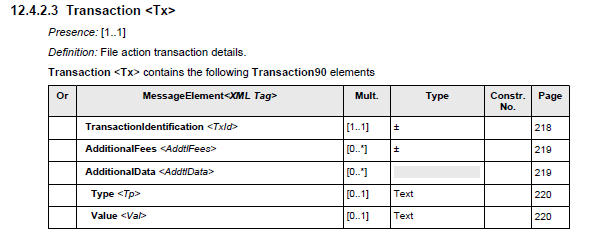 12.4.2.3 Transaction <Tx>
Presence: [1..1]
Definition: File action transaction details.
Transaction <Tx> contains the following Transaction90 elements
Or MessageElement<XML Tag> Mult. Type Constr. No. Page
TransactionIdentification <TxId> [1..1] ± 218
AdditionalFees <AddtlFees> [0..*] ± 219
AdditionalData <AddtlData> [0..*] 219
Type <Tp> [0..1] Text 220
Value <Val> [0..1] Text 220